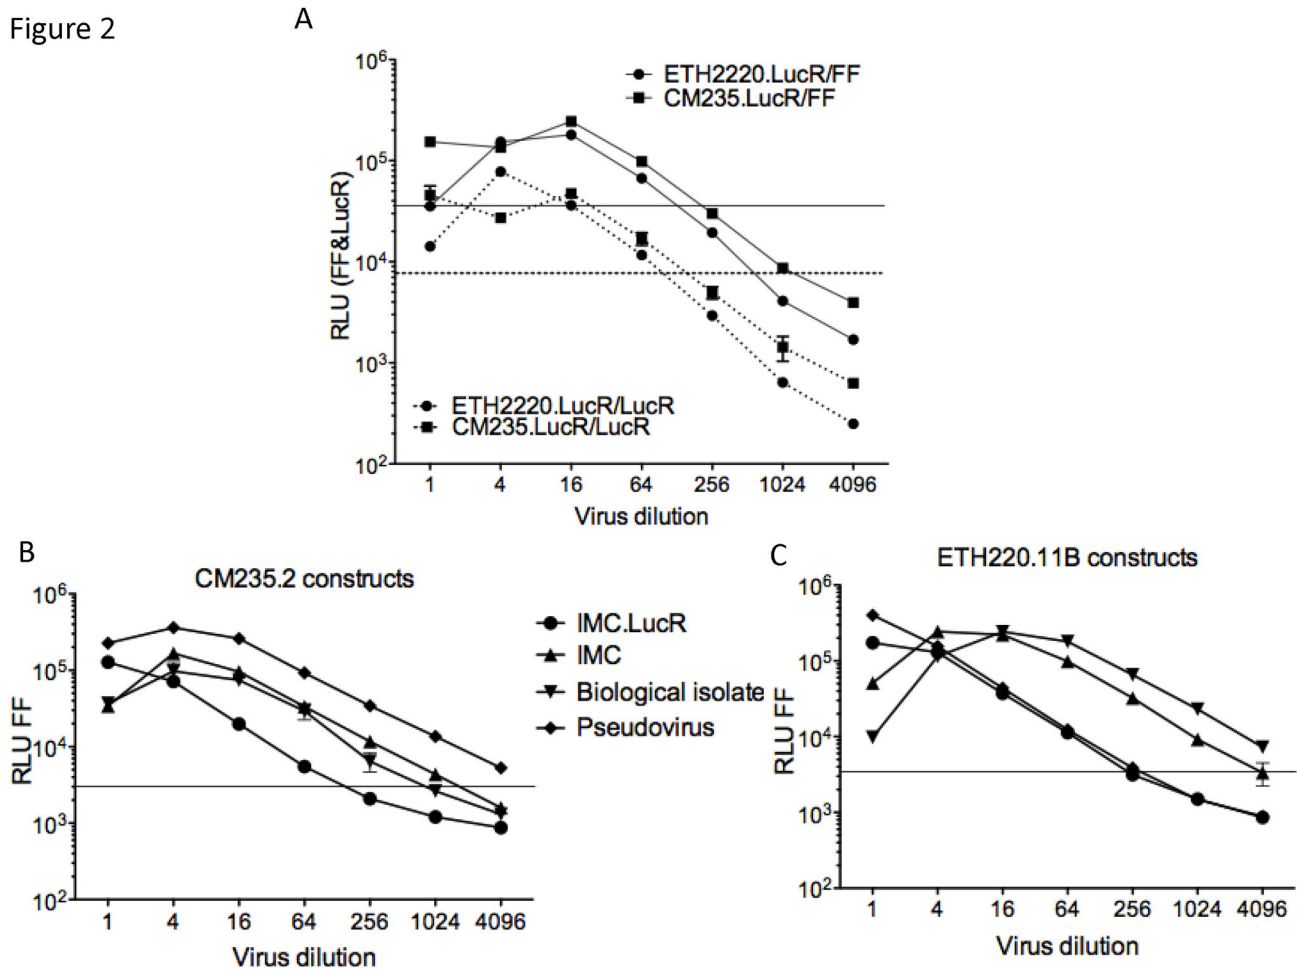 Figure 2
A
ETH2220.LucR/FF
CM235.LucR/FF
RLU (FF&LucR)
10^6
10^5
10^4
10^3
10^2
ETH2220.LucR/LucR
CM235.LucR/LucR
1 4 16 64 256 1024 4096
Virus dilution
B
CM235.2 constructs
RLU FF
10^6
10^5
10^4
10^3
10^2
1 4 16 64 256 1024 4096
Virus dilution
IMC.LucR
IMC
Biological isolate
Pseudovirus
C
ETH220.11B constructs
RLU FF
10^6
10^5
10^4
10^3
10^2
1 4 16 64 256 1024 4096
Virus dilution